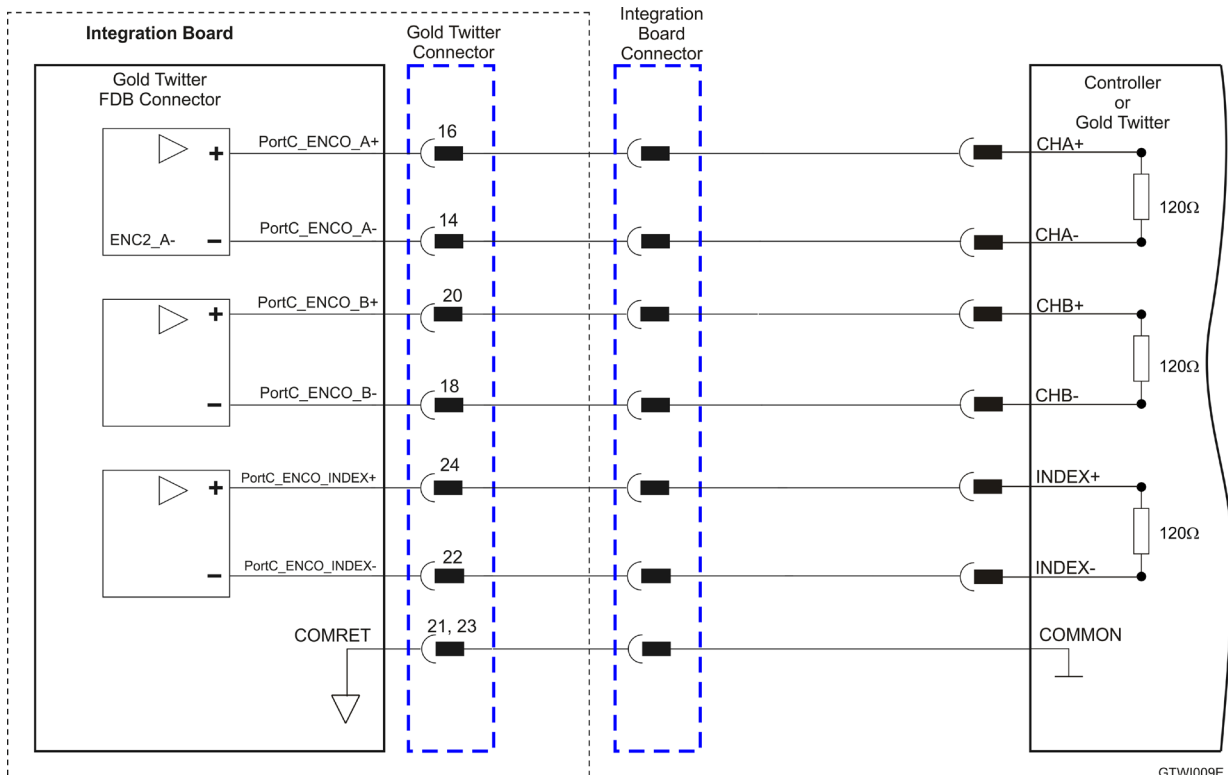 Integration Board
Gold Twitter
Connector
Integration
Board
Connector
Gold Twitter
FDB Connector
Controller
or
Gold Twitter
PortC_ENCO_A+
16
CHA+
+
120Ω
PortC_ENCO_A-
14
CHA-
ENC2_A-
–
PortC_ENCO_B+
20
CHB+
+
120Ω
PortC_ENCO_B-
18
CHB-
–
PortC_ENCO_INDEX+
24
INDEX+
+
120Ω
PortC_ENCO_INDEX-
22
INDEX-
–
COMRET
21, 23
COMMON
GTWI009E